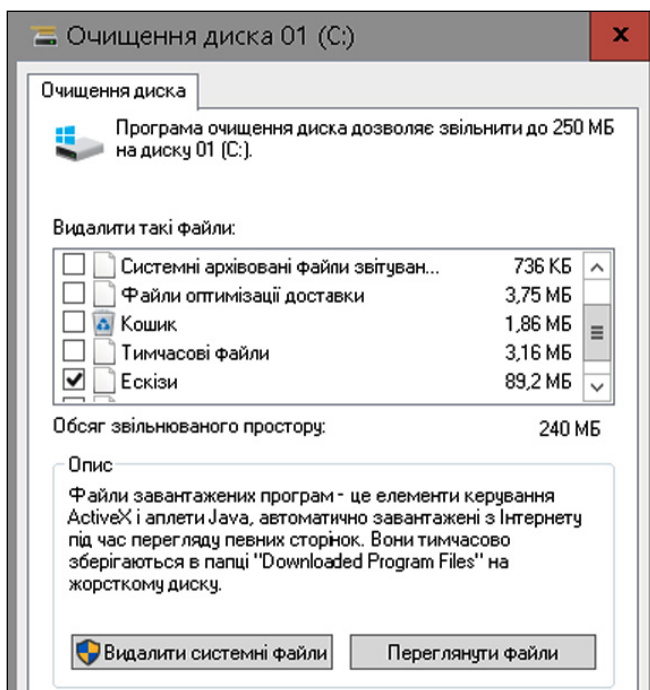 Очищення диска 01 (C:)
Очищення диска
Програма очищення диска дозволяє звільнити до 250 МБ
на диску 01 (C:).
Видалити такі файли:
Системні архівовані файли звітуван... 736 КБ
Файли оптимізації доставки 3,75 МБ
Кошик 1,86 МБ
Тимчасові файли 3,16 МБ
Ескізи 89,2 МБ
Обсяг звільнюваного простору: 240 МБ
Опис
Файли завантажених програм - це елементи керування
ActiveX і аплети Java, автоматично завантажені з Інтернету
під час перегляду певних сторінок. Вони тимчасово
зберігаються в папці "Downloaded Program Files" на
жорсткому диску.
Видалити системні файли Переглянути файли